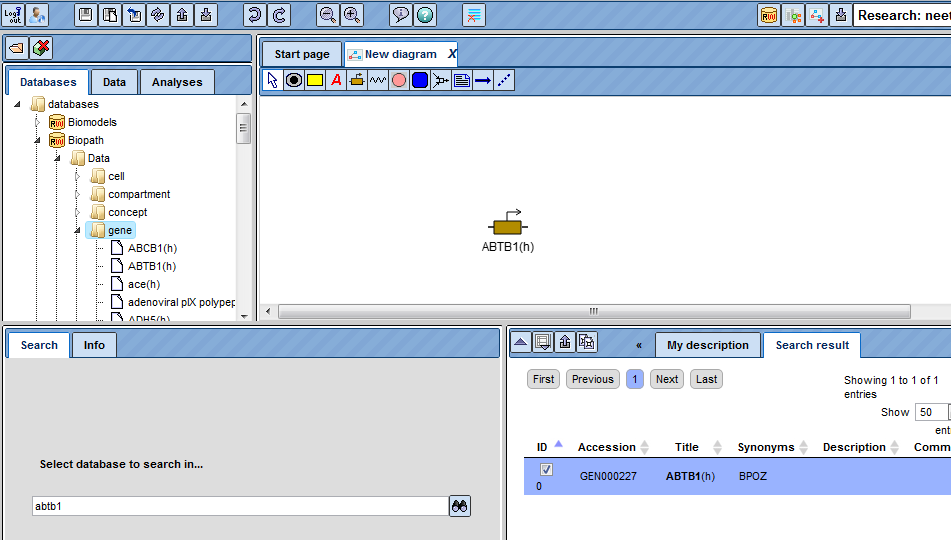 Log out
Research: nee
Databases
Data
Analyses
databases
Biomodels
Biopath
Data
cell
compartment
concept
gene
ABCB1(h)
ABTB1(h)
ace(h)
adenoviral pIX polypep
ADH5(h)
Start page
New diagram X
A
ABTB1(h)
Search
Info
Select database to search in...
abtb1
«
My description
Search result
First
Previous
1
Next
Last
Showing 1 to 1 of 1
entries
Show 50
ent
ID Accession Title Synonyms Description Comm
0 GEN000227 ABTB1(h) BPOZ